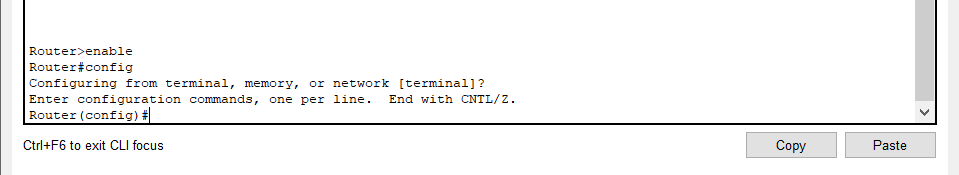 Router>enable
Router#config
Configuring from terminal, memory, or network [terminal]?
Enter configuration commands, one per line.  End with CNTL/Z.
Router(config)#
Ctrl+F6 to exit CLI focus
Copy
Paste